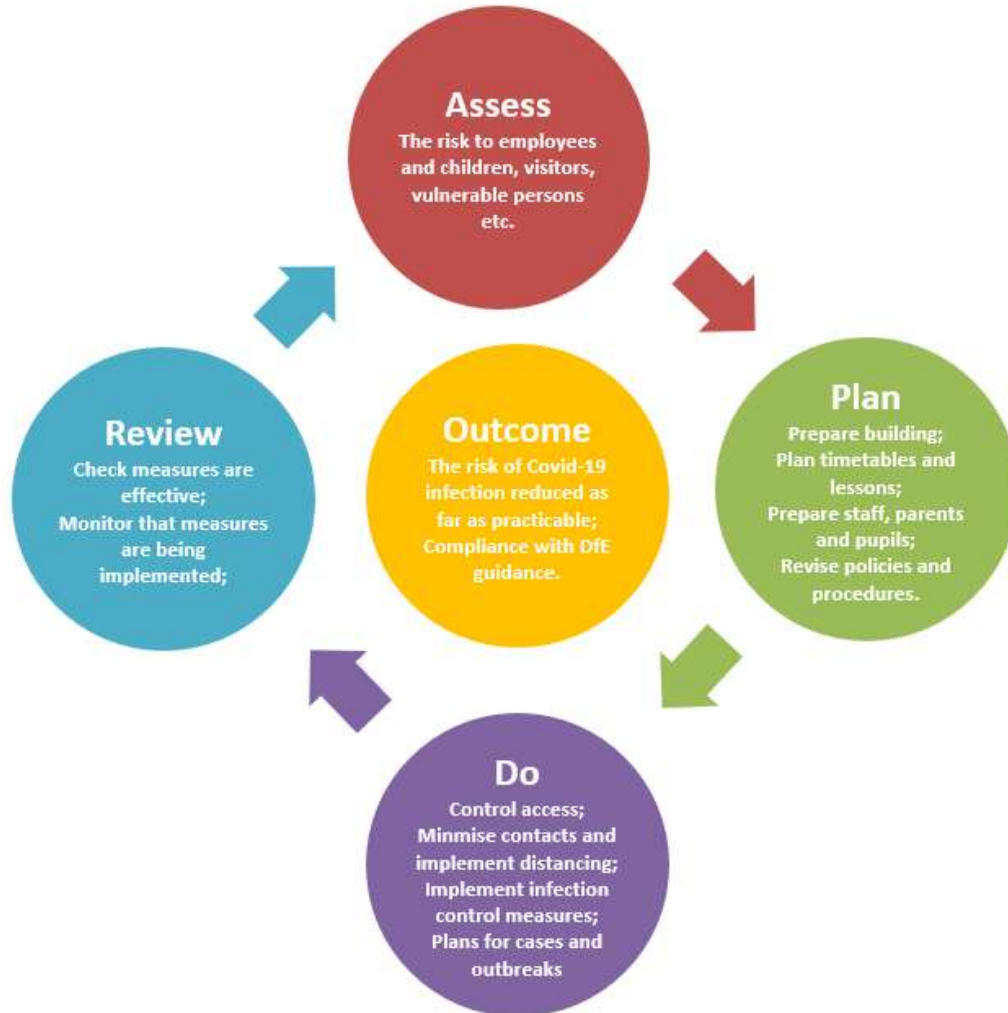 Assess
The risk to employees
and children, visitors,
vulnerable persons
etc.
Plan
Prepare building;
Plan timetables and
lessons;
Prepare staff, parents
and pupils;
Revise policies and
procedures.
Do
Control access;
Minmise contacts and
implement distancing;
Implement infection
control measures;
Plans for cases and
outbreaks
Review
Check measures are
effective;
Monitor that measures
are being
implemented;
Outcome
The risk of Covid-19
infection reduced as
far as practicable;
Compliance with DfE
guidance.